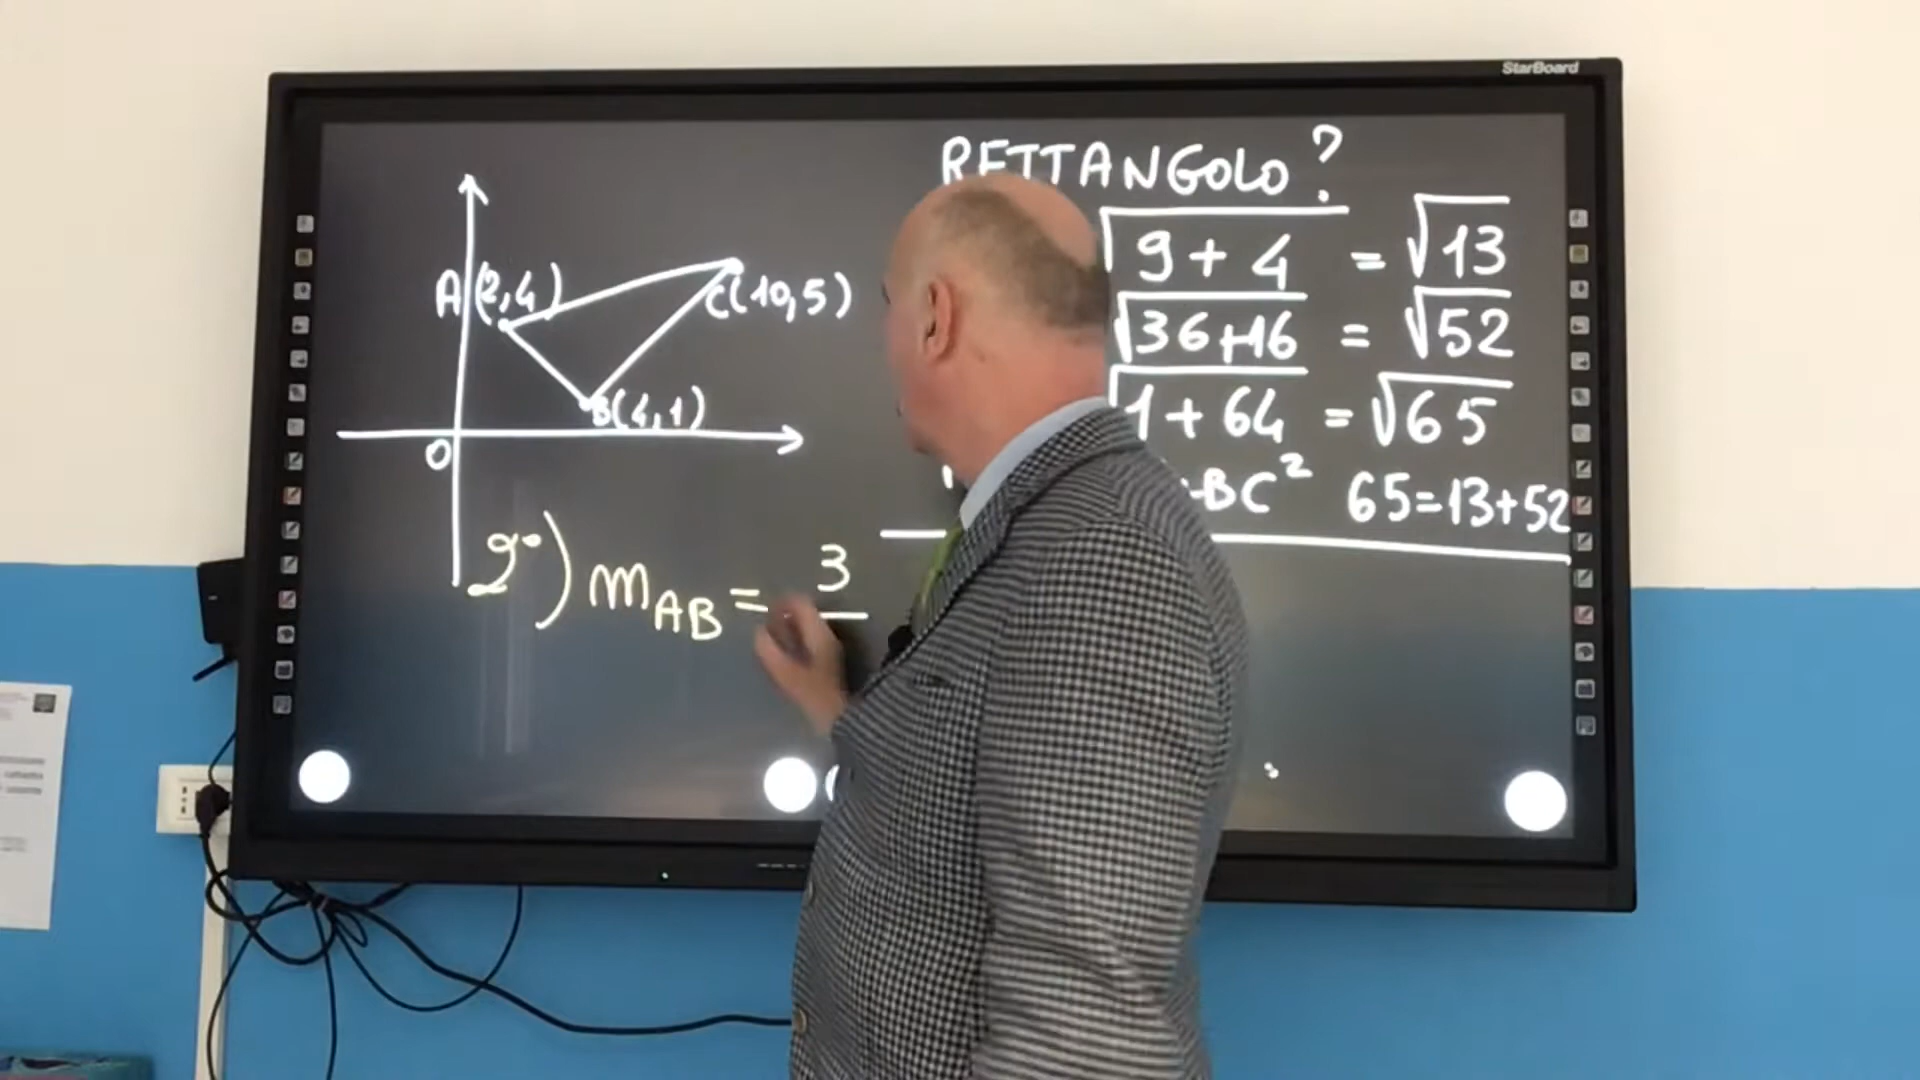 StarBoard
RETTANGOLO?
A(2,4)
C(10,5)
B(4,1)
O
√9+4 = √13
√36+16 = √52
√1+64 = √65
BC² 65=13+52
2°) mAB = 3